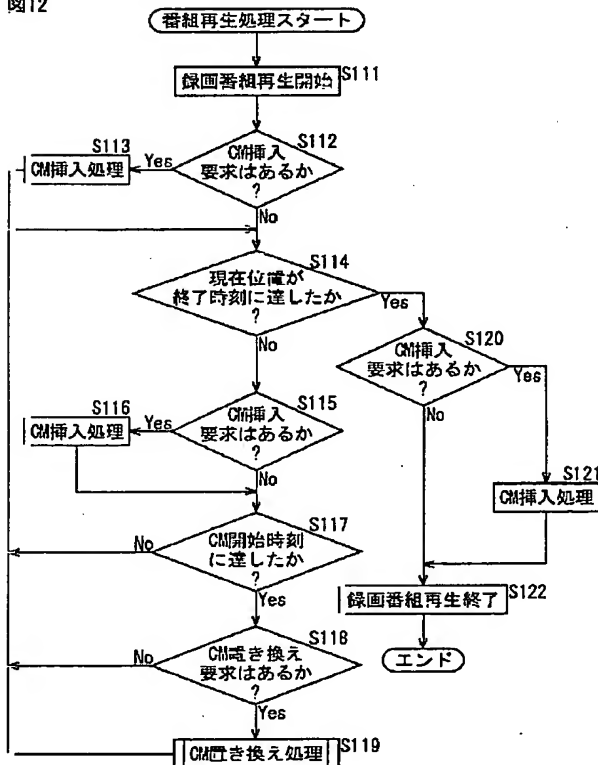 図12
番組再生処理スタート
録画番組再生開始
S111
CM挿入
要求はあるか
?
S112
Yes
No
S113
CM挿入処理
現在位置が
終了時刻に達したか
?
S114
Yes
No
CM挿入
要求はあるか
?
S115
Yes
No
S116
CM挿入処理
CM開始時刻
に達したか
?
S117
No
Yes
CM置き換え
要求はあるか
?
S118
No
Yes
CM置き換え処理
S119
CM挿入
要求はあるか
?
S120
Yes
No
S121
CM挿入処理
録画番組再生終了
S122
エンド